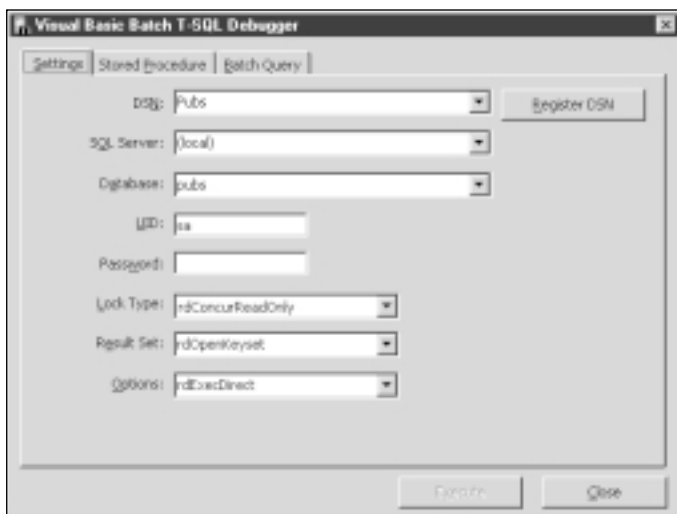 Visual Basic Batch T-SQL Debugger
Settings
Stored Procedure
Batch Query
DSN: Pubs
Register DSN
SQL Server: (local)
Database: pubs
UID: sa
Password:
Lock Type: rdConcurReadOnly
Result Set: rdOpenKeyset
Options: rdExecDirect
Execute
Close